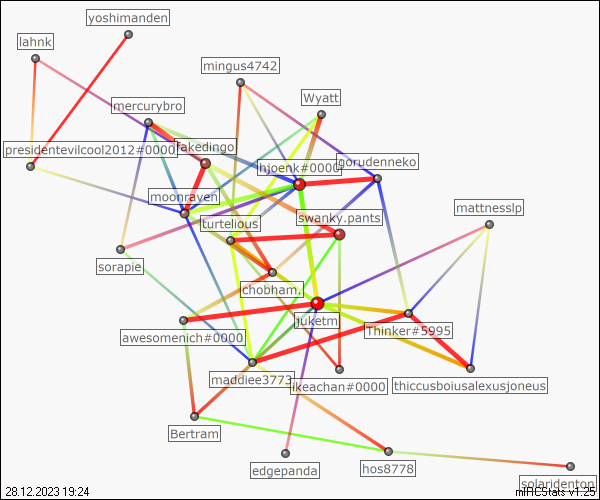 yoshimanden
lahnk
mingus4742
Wyatt
mercurybro
fakedingo
presidentevilcool2012#0000
hjoenk#0000
gorudenneko
moonraven
mattnesslp
swanky.pants
turtelious
sorapie
chobham.
juketm
Thinker#5995
awesomenich#0000
maddiee3773
ikeachan#0000
thiccusboiusalexusjoneus
Bertram
edgepanda
hos8778
solaridenton
28.12.2023 19:24
mIRCStats v1.25